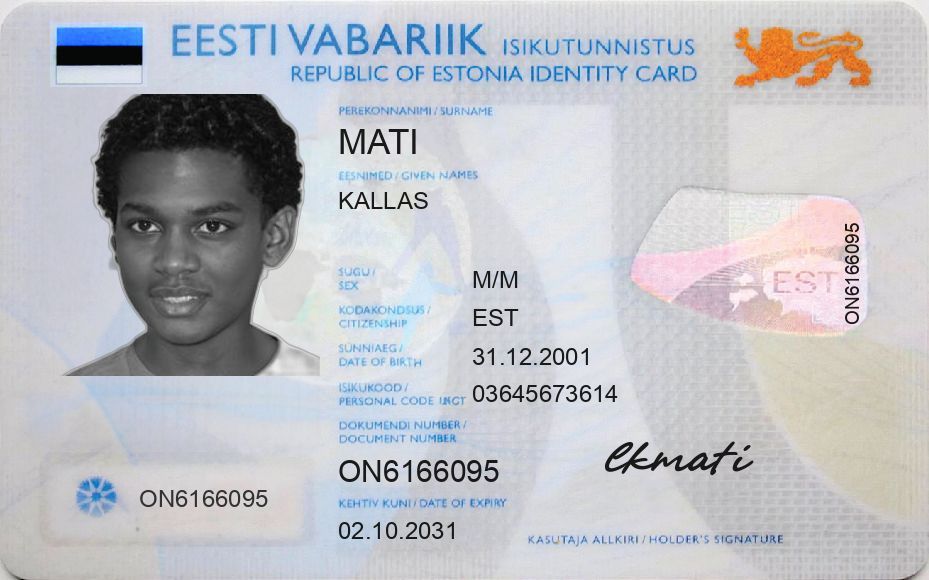 EESTI VABARIIK ISIKUTUNNISTUS
REPUBLIC OF ESTONIA IDENTITY CARD
PEREKONNANIMI / SURNAME
MATI
EESNIMED / GIVEN NAMES
KALLAS
SUGU /
SEX
M/M
KODAKONDSUS /
CITIZENSHIP
EST
SÜNNIAEG /
DATE OF BIRTH
31.12.2001
ISIKUKOOD /
PERSONAL CODE
03645673614
DOKUMENDI NUMBER /
DOCUMENT NUMBER
ON6166095
KEHTIV KUNI / DATE OF EXPIRY
02.10.2031
ON6166095
EST
ON6166095
lkmati
KASUTAJA ALLKIRI / HOLDER'S SIGNATURE